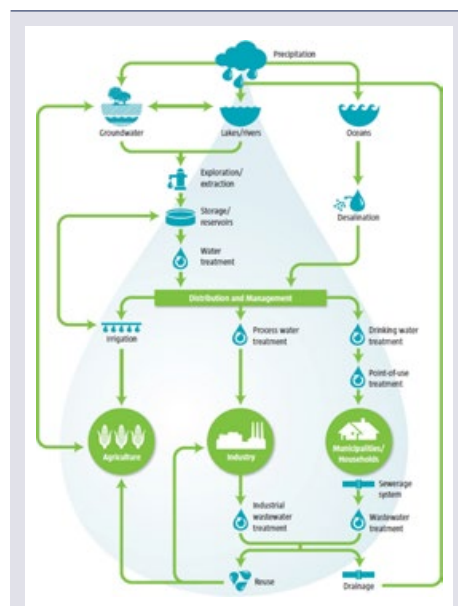 Precipitation
Groundwater
Lakes/rivers
Oceans
Exploration/
extraction
Storage/
reservoirs
Desalination
Water
treatment
Distribution and Management
Irrigation
Process water
treatment
Drinking water
treatment
Point-of-use
treatment
Agriculture
Industry
Municipalities/
Households
Sewerage
system
Industrial
wastewater
treatment
Wastewater
treatment
Reuse
Drainage